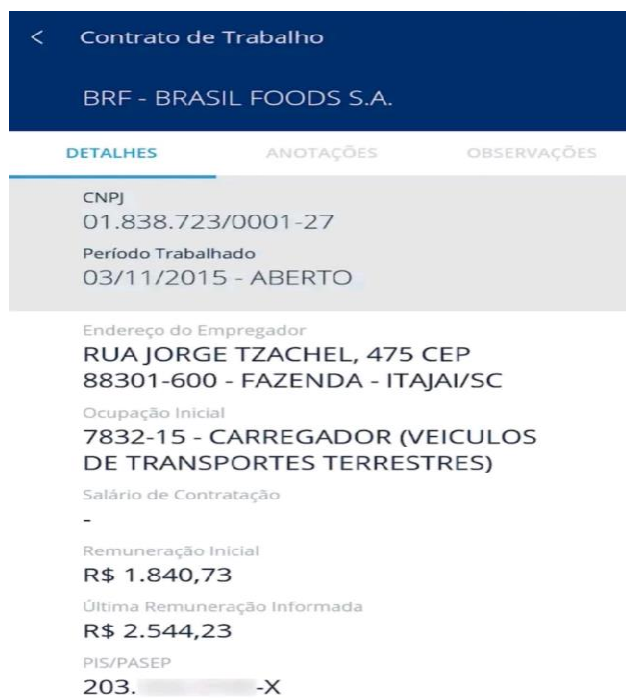 < Contrato de Trabalho
BRF - BRASIL FOODS S.A.
DETALHES ANOTAÇÕES OBSERVAÇÕES
CNPJ
01.838.723/0001-27
Período Trabalhado
03/11/2015 - ABERTO
Endereço do Empregador
RUA JORGE TZACHEL, 475 CEP
88301-600 - FAZENDA - ITAJAI/SC
Ocupação Inicial
7832-15 - CARREGADOR (VEICULOS
DE TRANSPORTES TERRESTRES)
Salário de Contratação
-
Remuneração Inicial
R$ 1.840,73
Última Remuneração Informada
R$ 2.544,23
PIS/PASEP
203. -X